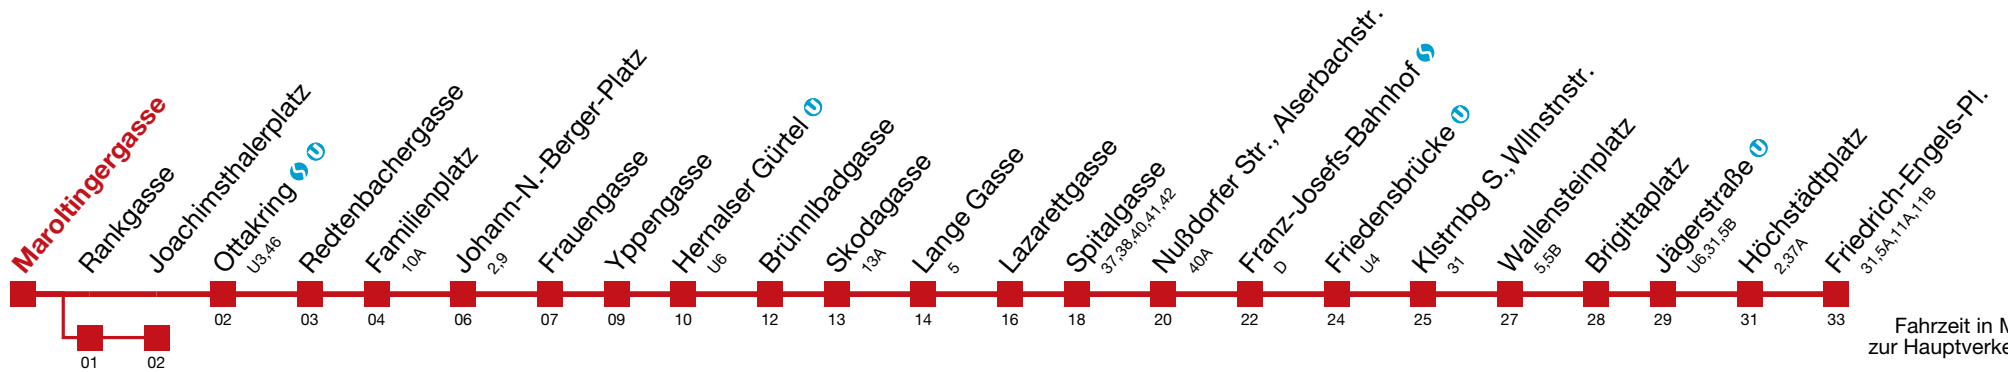 Maroltingergasse
Rankgasse
Joachimsthalerplatz
Ottakring
U3,46
Redtenbachergasse
Familienplatz
10A
Johann-N.-Berger-Platz
2,9
Frauengasse
Yppengasse
Hernalser Gürtel
U6
Brünnlbadgasse
Skodagasse
13A
Lange Gasse
5
Lazarettgasse
Spitalgasse
37,38,40,41,42
Nußdorfer Str., Alserbachstr.
40A
Franz-Josefs-Bahnhof
D
Friedensbrücke
U4
Klstrnbg S., Wllnstnstr.
31
Wallensteinplatz
5,5B
Brigittaplatz
Jägerstraße
U6,31,5B
Höchstädtplatz
2,37A
Friedrich-Engels-Pl.
31,5A,11A,11B
02 03 04 06 07 09 10 12 13 14 16 18 20 22 24 25 27 28 29 31 33
01 02
Fahrzeit in M
zur Hauptverke